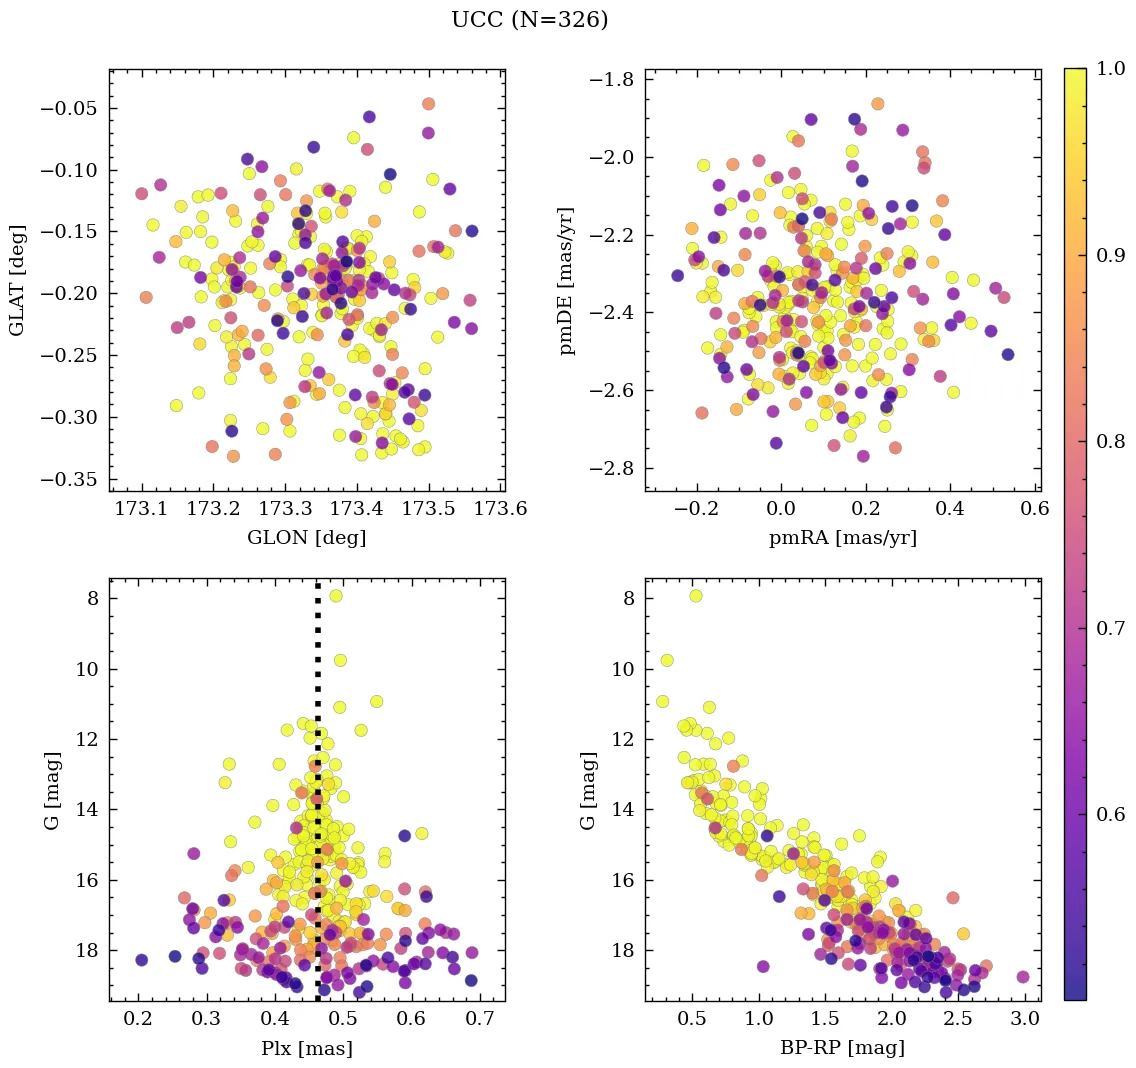 UCC (N=326)
−0.05
−0.10
−0.15
−0.20
−0.25
−0.30
−0.35
GLAT [deg]
173.1 173.2 173.3 173.4 173.5 173.6
GLON [deg]
−1.8
−2.0
−2.2
−2.4
−2.6
−2.8
pmDE [mas/yr]
−0.2 0.0 0.2 0.4 0.6
pmRA [mas/yr]
8
10
12
14
16
18
G [mag]
0.2 0.3 0.4 0.5 0.6 0.7
Plx [mas]
8
10
12
14
16
18
G [mag]
0.5 1.0 1.5 2.0 2.5 3.0
BP-RP [mag]
1.0
0.9
0.8
0.7
0.6